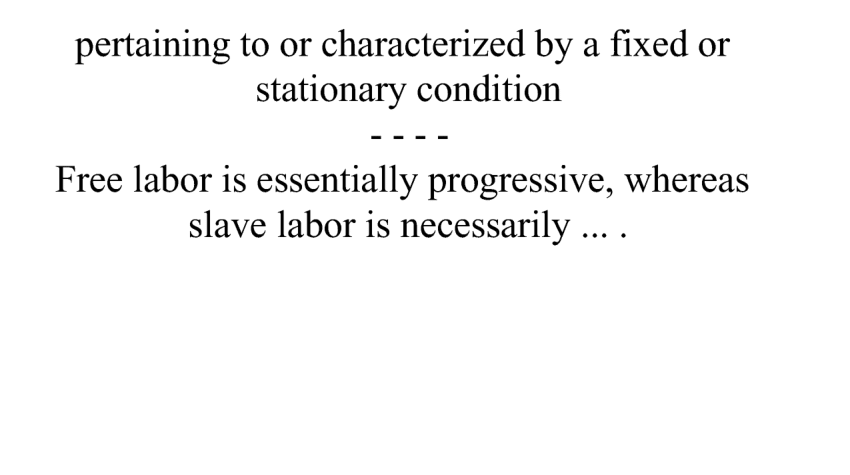 pertaining to or characterized by a fixed or
stationary condition
- - - -
Free labor is essentially progressive, whereas
slave labor is necessarily ... .